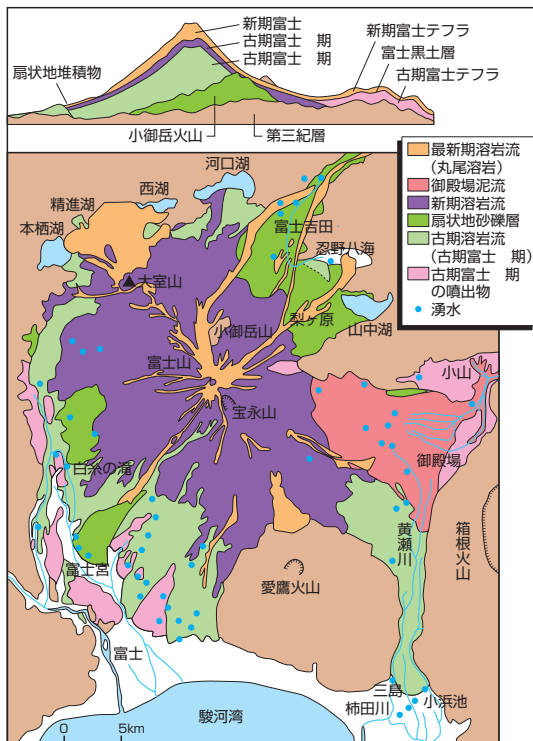 新期富士
古期富士　期
古期富士　期
扇状地堆積物
小御岳火山
第三紀層
新期富士テフラ
富士黒土層
古期富士テフラ
最新期溶岩流
(丸尾溶岩)
御殿場泥流
新期溶岩流
扇状地砂礫層
古期溶岩流
(古期富士　期)
古期富士　期
の噴出物
湧水
河口湖
西湖
精進湖
本栖湖
富士吉田
忍野八海
大室山
小御岳山
梨ヶ原
山中湖
富士山
小山
宝永山
御殿場
白糸の滝
黄瀬川
箱根火山
富士宮
愛鷹火山
富士
三島
柿田川
小浜池
駿河湾
0 5km